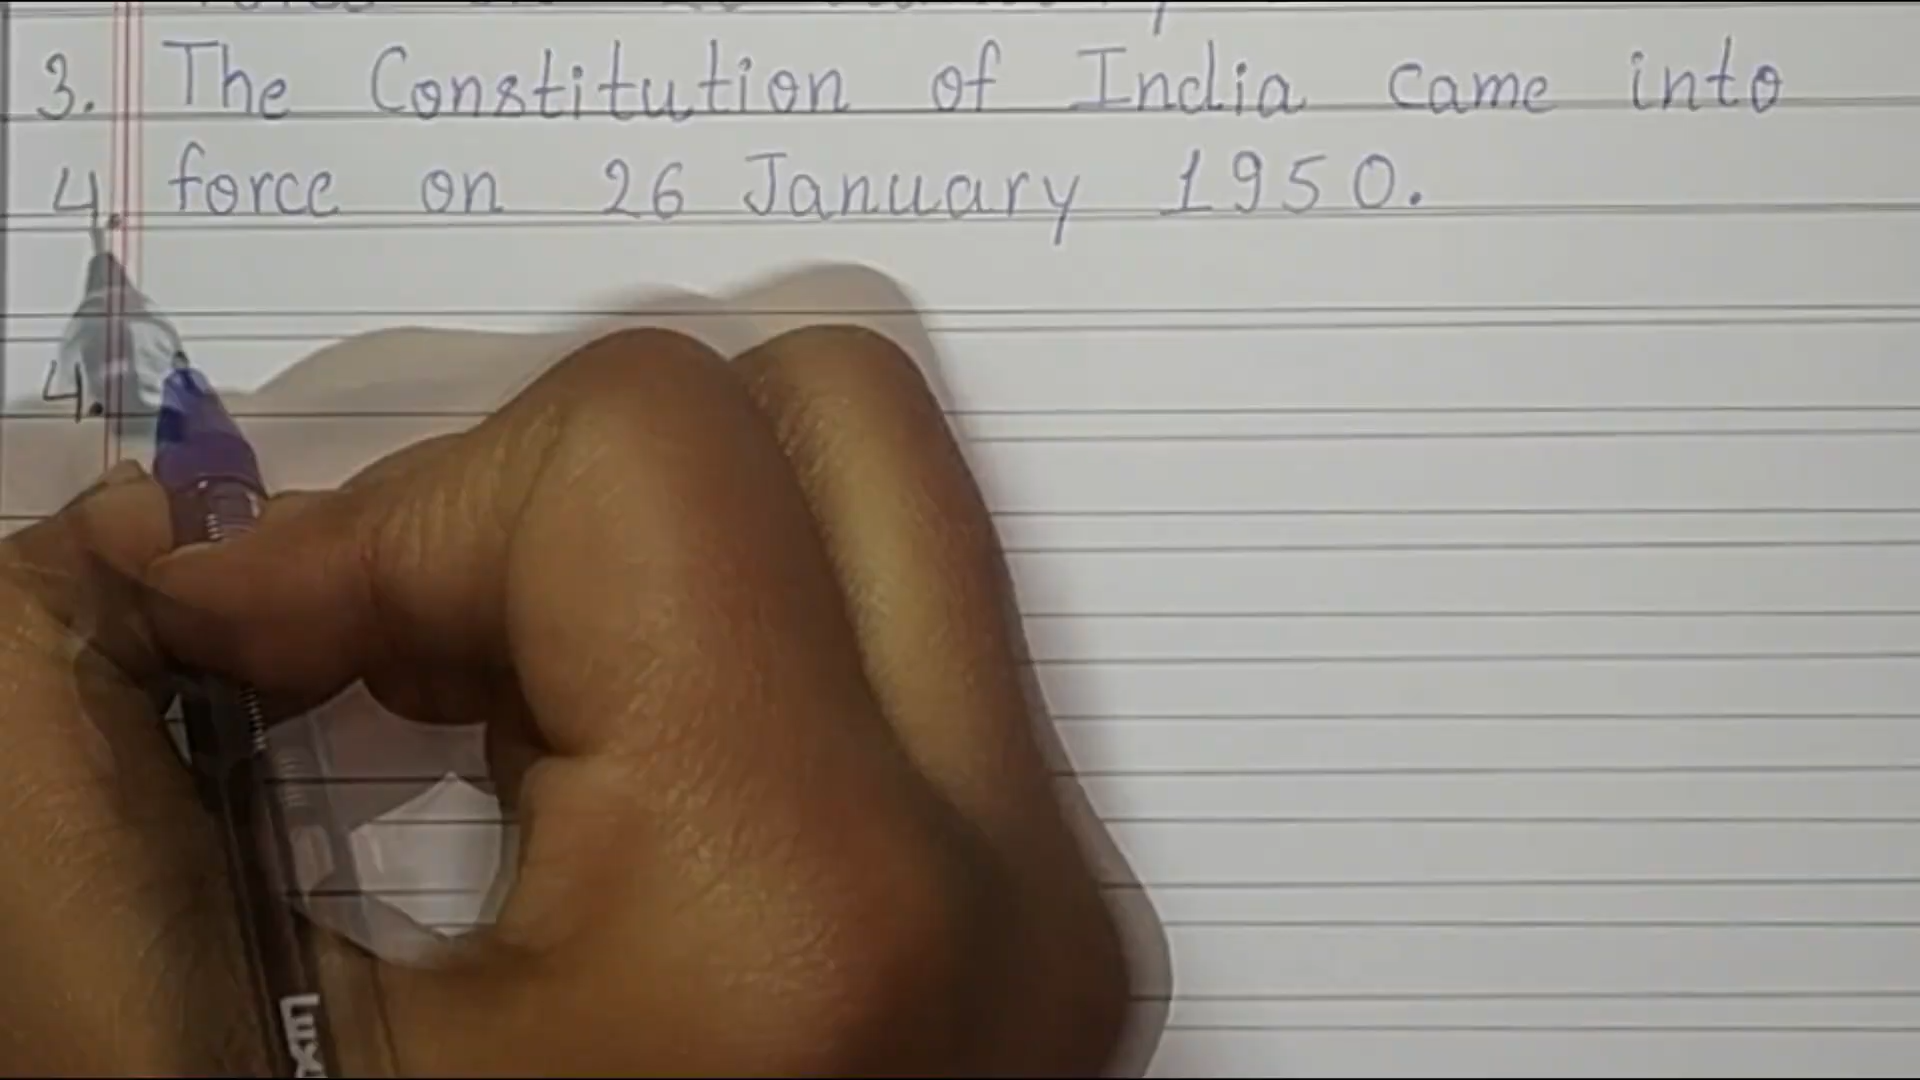 3. The Constitution of India came into
4. force on 26 January 1950.
4.